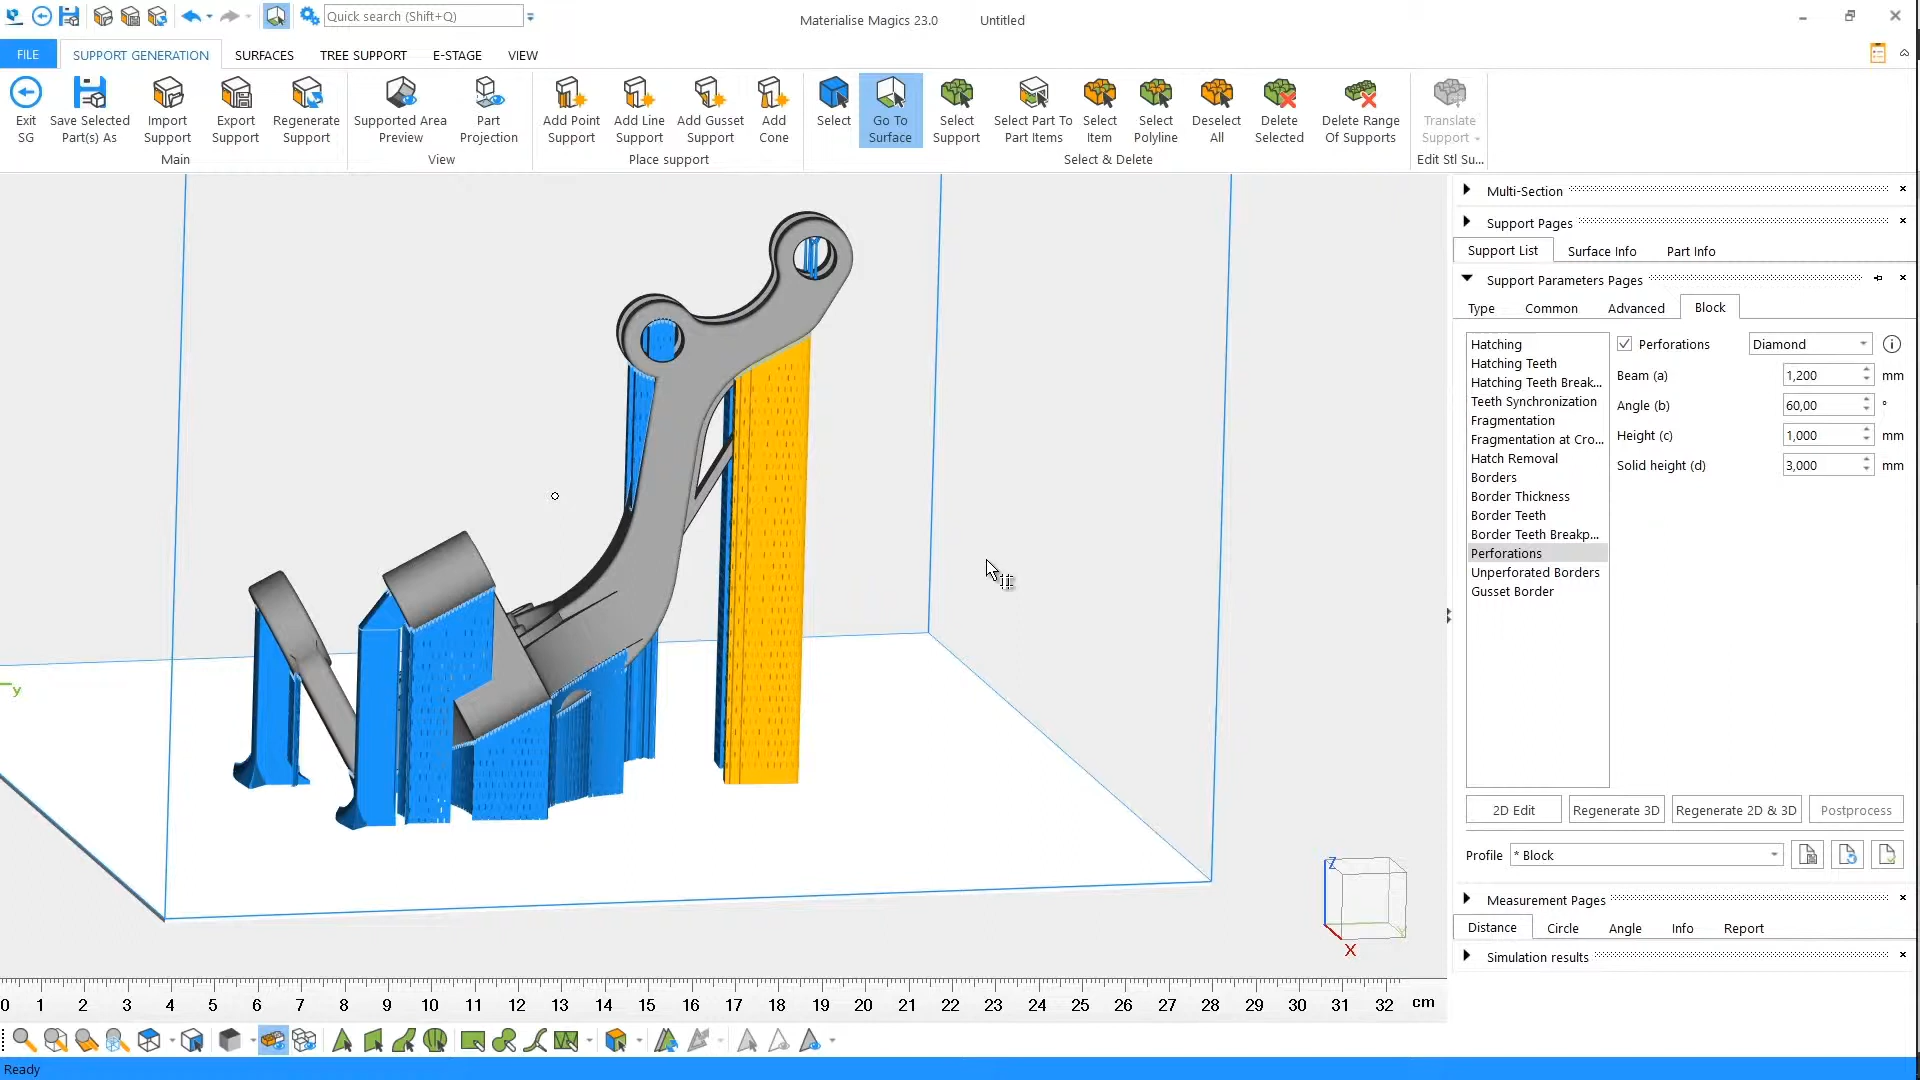 Quick search (Shift+Q)
Materialise Magics 23.0 Untitled
FILE SUPPORT GENERATION SURFACES TREE SUPPORT E-STAGE VIEW
Exit SG
Save Selected Part(s) As
Import Support
Export Support
Regenerate Support
Supported Area Preview
Part Projection
Add Point Support
Add Line Support
Add Gusset Support
Add Cone
Select
Go To Surface
Select Support
Select Part To Part Items
Select Item
Select Polyline
Deselect All
Delete Selected
Delete Range Of Supports
Translate Support
Main View Place support Select & Delete Edit Stl Su...
Multi-Section
Support Pages
Support List Surface Info Part Info
Support Parameters Pages
Type Common Advanced Block
Hatching
Hatching Teeth
Hatching Teeth Break...
Teeth Synchronization
Fragmentation
Fragmentation at Cro...
Hatch Removal
Borders
Border Thickness
Border Teeth
Border Teeth Breakp...
Perforations
Unperforated Borders
Gusset Border
Perforations Diamond
Beam (a) 1,200 mm
Angle (b) 60,00 °
Height (c) 1,000 mm
Solid height (d) 3,000 mm
2D Edit Regenerate 3D Regenerate 2D & 3D Postprocess
Profile * Block
Measurement Pages
Distance Circle Angle Info Report
Simulation results
y
Z
X
0 1 2 3 4 5 6 7 8 9 10 11 12 13 14 15 16 17 18 19 20 21 22 23 24 25 26 27 28 29 30 31 32 cm
Ready